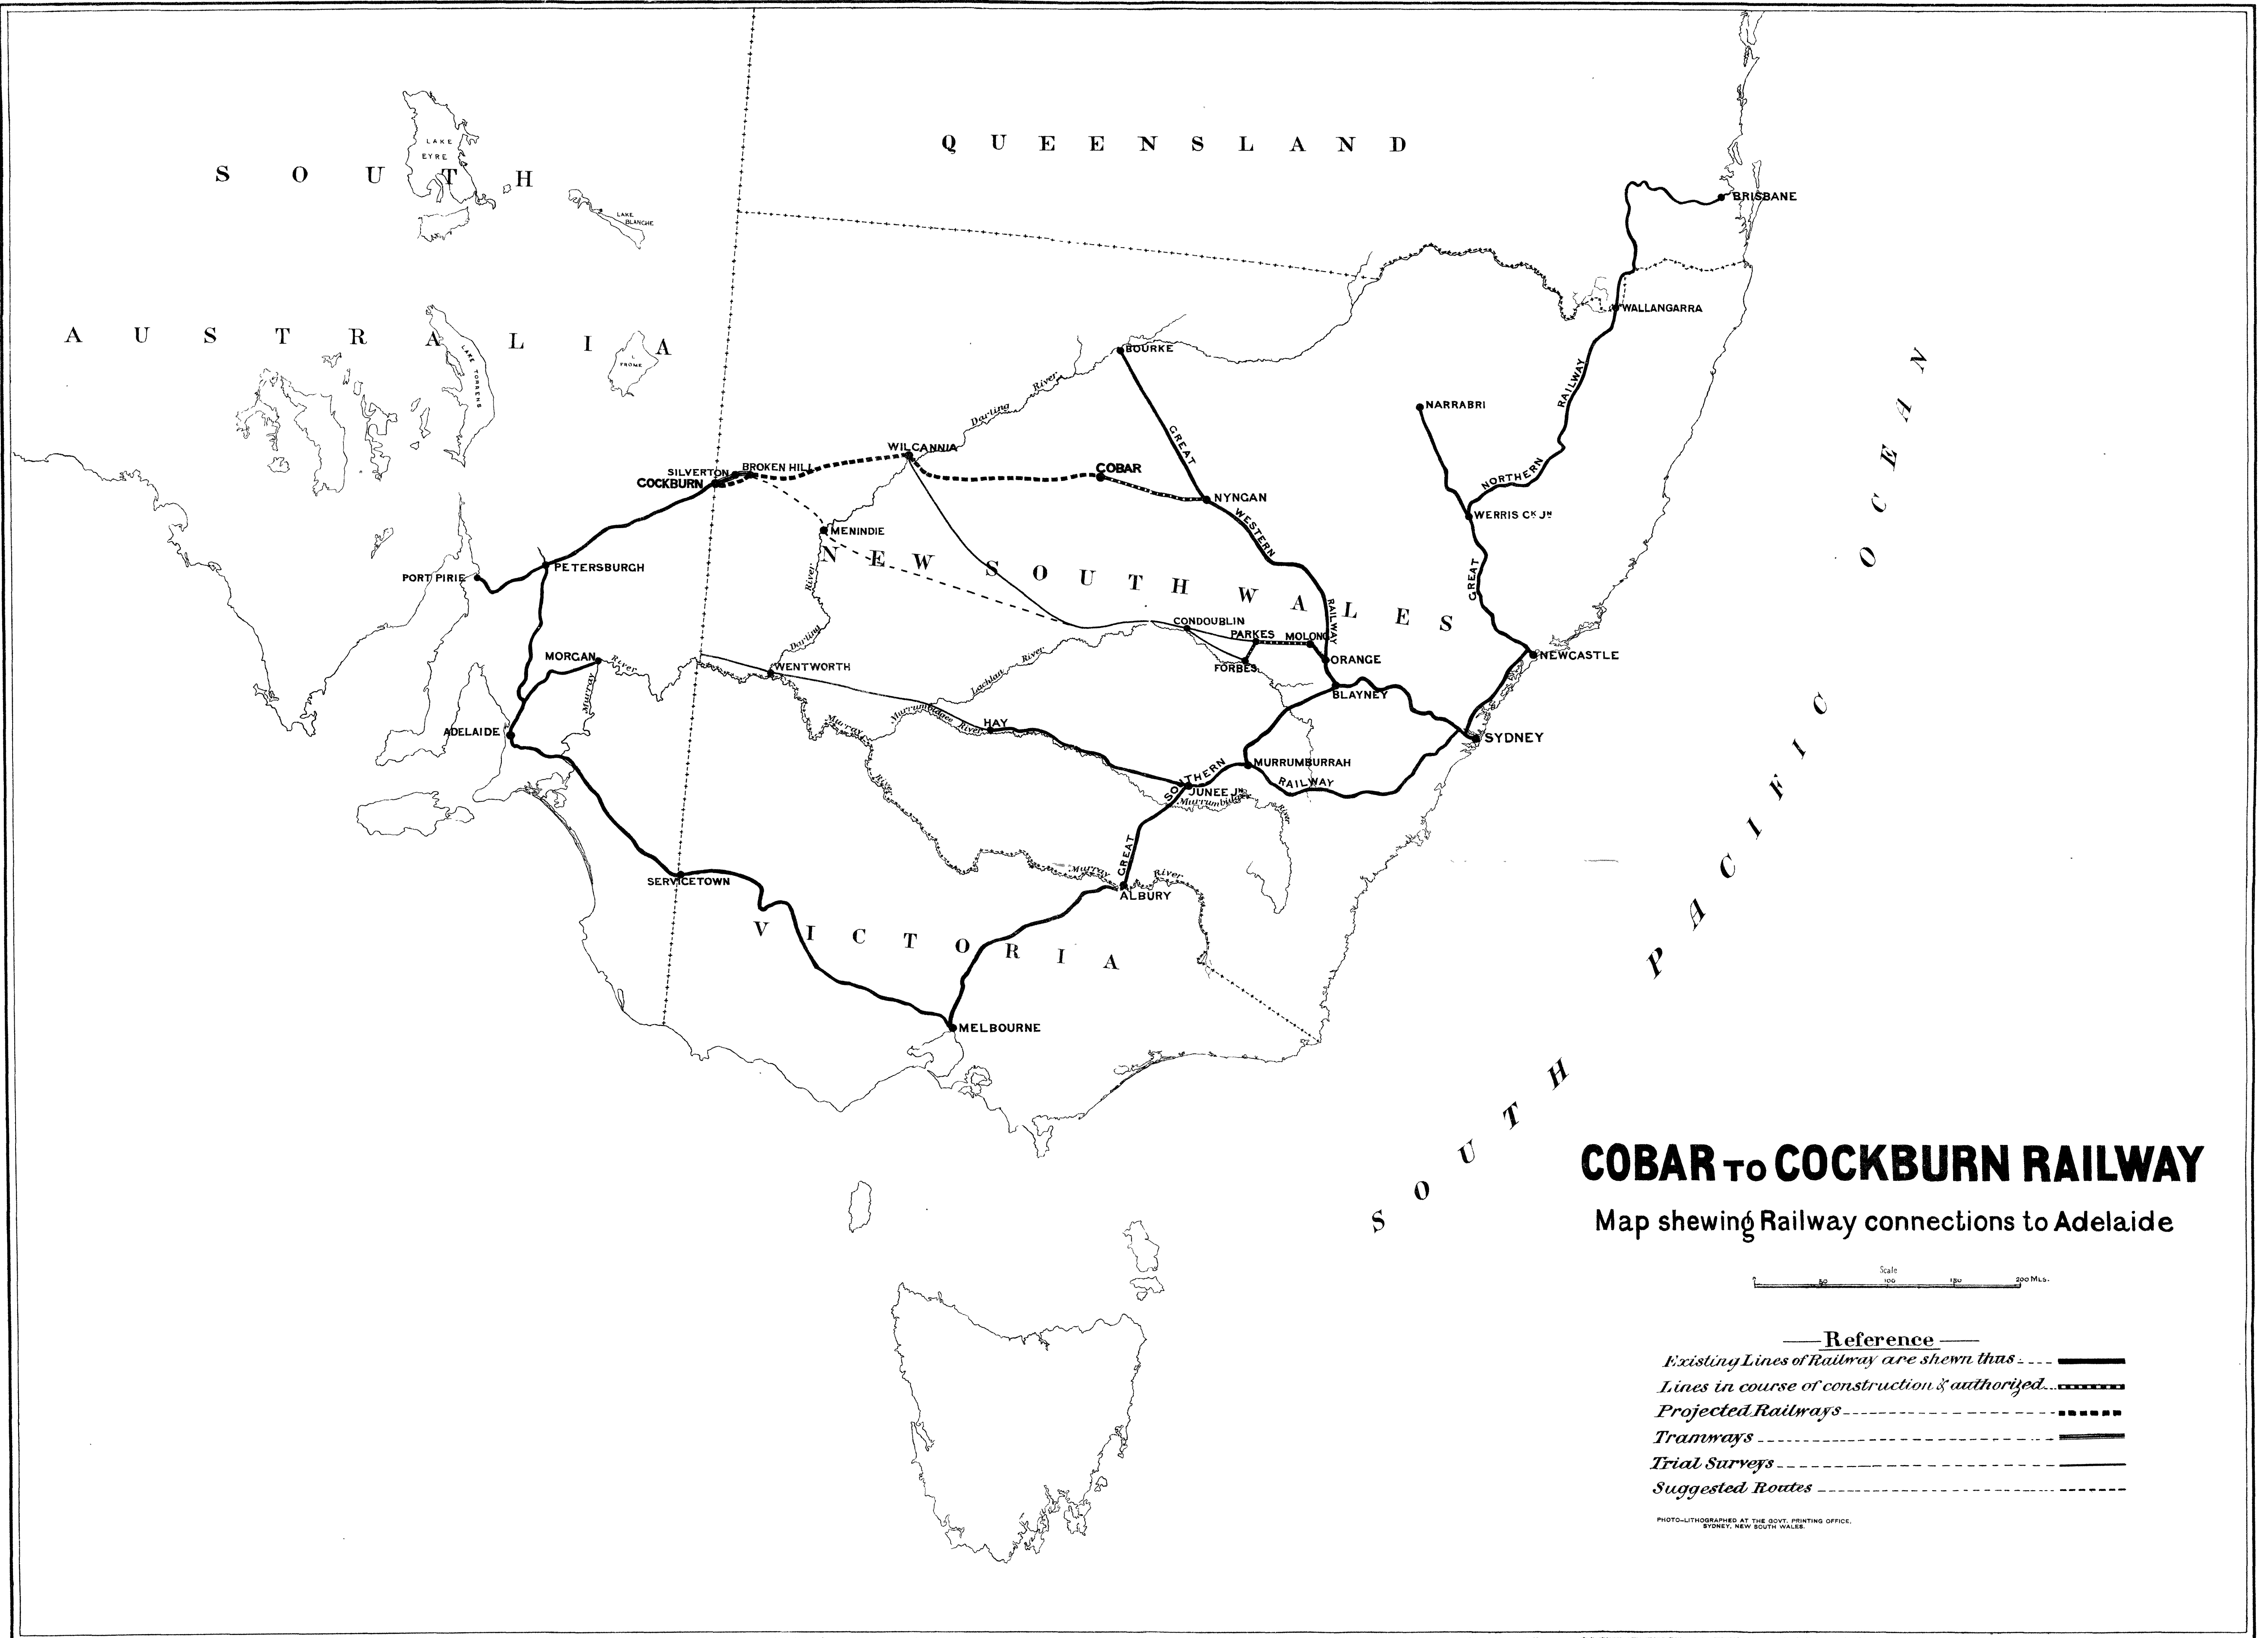 QUEENSLAND
SOUTH
AUSTRALIA
LAKE
EYRE
LAKE
BLANCHE
LAKE TORRENS
L.
FROME
BRISBANE
WALLANGARRA
BOURKE
Darling River
NARRABRI
GREAT
WESTERN
RAILWAY
GREAT
NORTHERN
RAILWAY
WILCANNIA
COBAR
SILVERTON
BROKEN HILL
COCKBURN
NYNGAN
WERRIS CK. JN
MENINDIE
NEW SOUTH WALES
PORT PIRIE
PETERSBURGH
River
Darling
CONDOUBLIN
PARKES
MOLONG
FORBES
ORANGE
BLAYNEY
NEWCASTLE
MORGAN
River
Murray
WENTWORTH
Lachlan River
Murrumbidgee River
HAY
Murray
River
ADELAIDE
SYDNEY
MURRUMBURRAH
GREAT
SOUTHERN
RAILWAY
JUNEE JN
Murrumbidgee
River
Murray River
ALBURY
SERVICETOWN
VICTORIA
MELBOURNE
SOUTH PACIFIC OCEAN
COBAR TO COCKBURN RAILWAY
Map shewing Railway connections to Adelaide
Scale
0 50 100 150 200 MLS.
Reference
Existing Lines of Railway are shewn thus
Lines in course of construction & authorized
Projected Railways
Tramways
Trial Surveys
Suggested Routes
PHOTO-LITHOGRAPHED AT THE GOVT. PRINTING OFFICE,
SYDNEY, NEW SOUTH WALES.